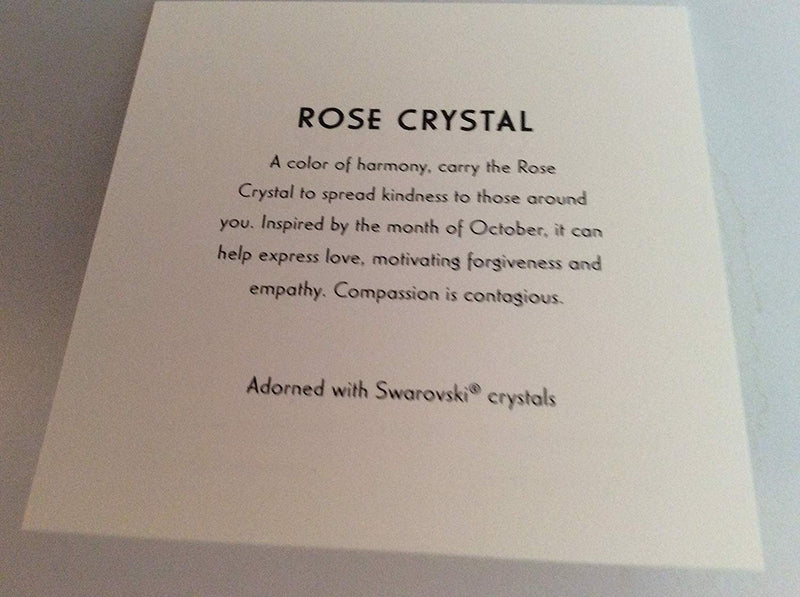 ROSE CRYSTAL
A color of harmony, carry the Rose
Crystal to spread kindness to those around
you. Inspired by the month of October, it can
help express love, motivating forgiveness and
empathy. Compassion is contagious.
Adorned with Swarovski® crystals